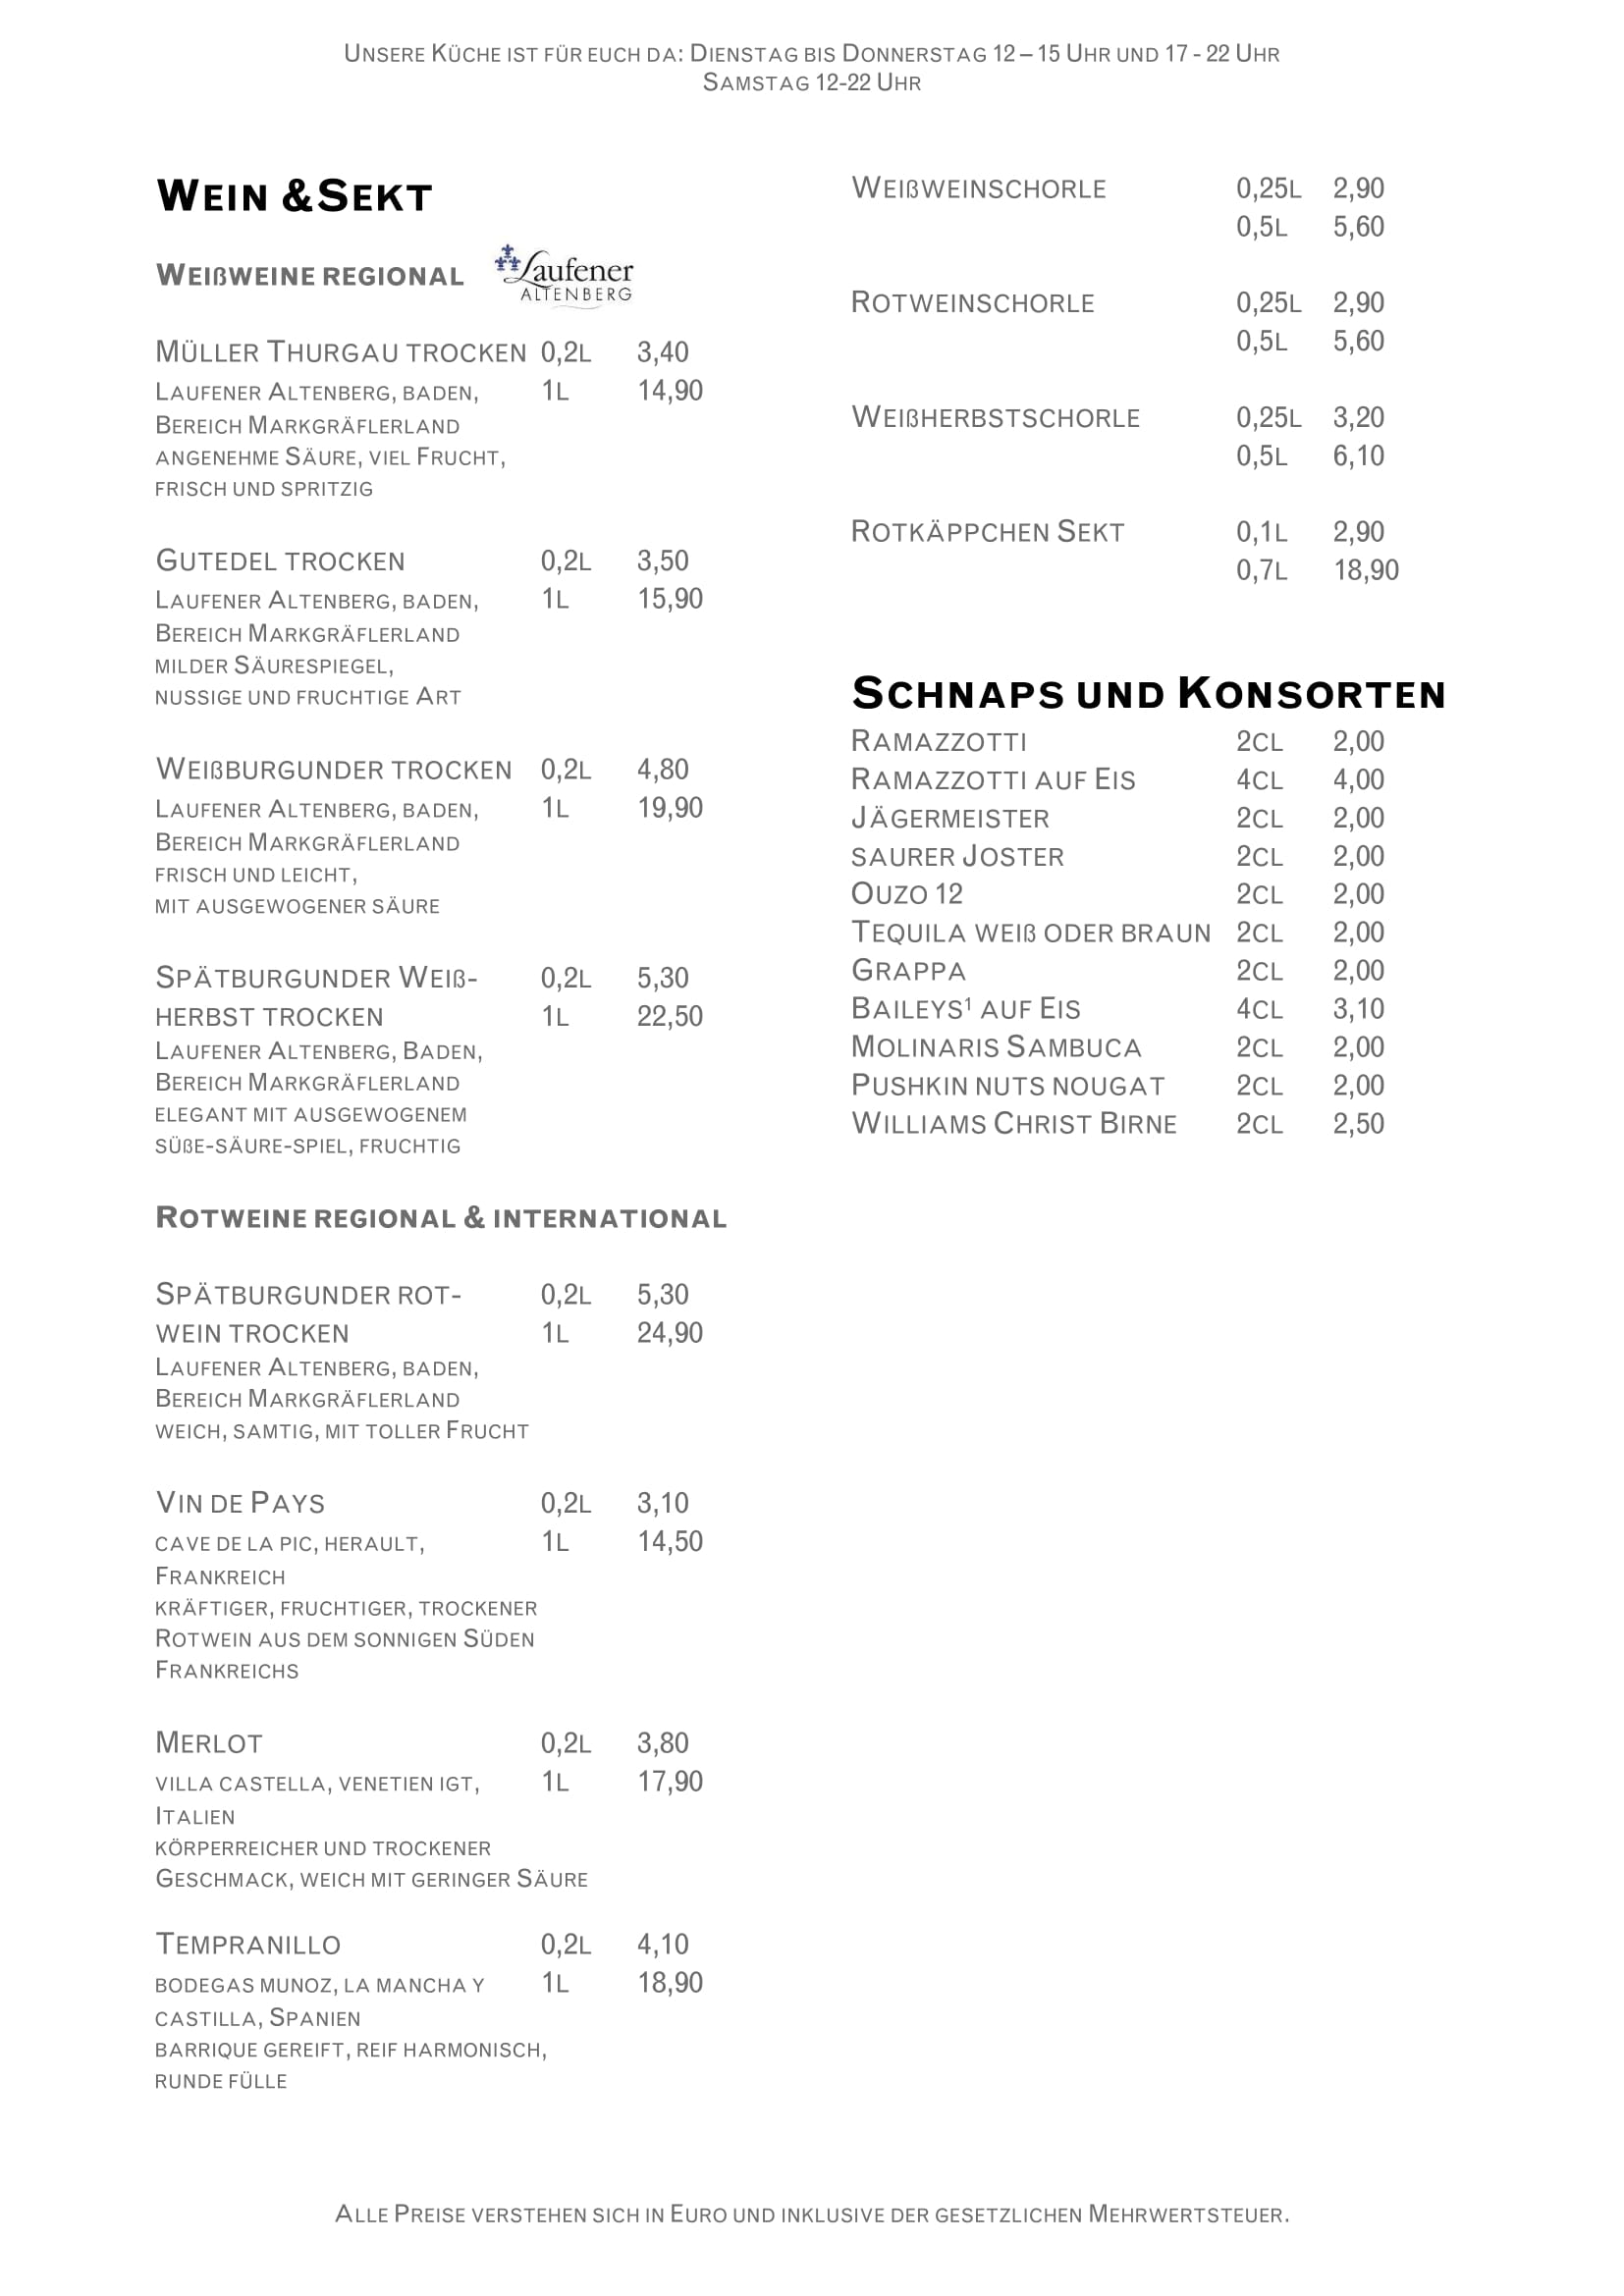 Unsere Küche ist für euch da: Dienstag bis Donnerstag 12 – 15 Uhr und 17 - 22 Uhr
Samstag 12-22 Uhr
Wein &Sekt
Weißweine regional
Laufener
ALTENBERG
Müller Thurgau trocken 0,2l 3,40
Laufener Altenberg, baden, 1l 14,90
Bereich Markgräflerland
angenehme Säure, viel Frucht,
frisch und spritzig
Gutedel trocken 0,2l 3,50
Laufener Altenberg, baden, 1l 15,90
Bereich Markgräflerland
milder Säurespiegel,
nussige und fruchtige Art
Weißburgunder trocken 0,2l 4,80
Laufener Altenberg, baden, 1l 19,90
Bereich Markgräflerland
frisch und leicht,
mit ausgewogener säure
Spätburgunder Weiß- 0,2l 5,30
herbst trocken 1l 22,50
Laufener Altenberg, Baden,
Bereich Markgräflerland
elegant mit ausgewogenem
süße-säure-spiel, fruchtig
Rotweine regional & international
Spätburgunder rot- 0,2l 5,30
wein trocken 1l 24,90
Laufener Altenberg, baden,
Bereich Markgräflerland
weich, samtig, mit toller Frucht
Vin de Pays 0,2l 3,10
cave de la pic, herault, 1l 14,50
Frankreich
kräftiger, fruchtiger, trockener
Rotwein aus dem sonnigen Süden
Frankreichs
Merlot 0,2l 3,80
villa castella, venetien igt, 1l 17,90
Italien
körperreicher und trockener
Geschmack, weich mit geringer Säure
Tempranillo 0,2l 4,10
bodegas munoz, la mancha y 1l 18,90
castilla, Spanien
barrique gereift, reif harmonisch,
runde fülle
Weißweinschorle 0,25l 2,90
0,5l 5,60
Rotweinschorle 0,25l 2,90
0,5l 5,60
Weißherbstschorle 0,25l 3,20
0,5l 6,10
Rotkäppchen Sekt 0,1l 2,90
0,7l 18,90
Schnaps und Konsorten
Ramazzotti 2cl 2,00
Ramazzotti auf Eis 4cl 4,00
Jägermeister 2cl 2,00
saurer Joster 2cl 2,00
Ouzo 12 2cl 2,00
Tequila weiß oder braun 2cl 2,00
Grappa 2cl 2,00
Baileys¹ auf Eis 4cl 3,10
Molinaris Sambuca 2cl 2,00
Pushkin nuts nougat 2cl 2,00
Williams Christ Birne 2cl 2,50
Alle Preise verstehen sich in Euro und inklusive der gesetzlichen Mehrwertsteuer.